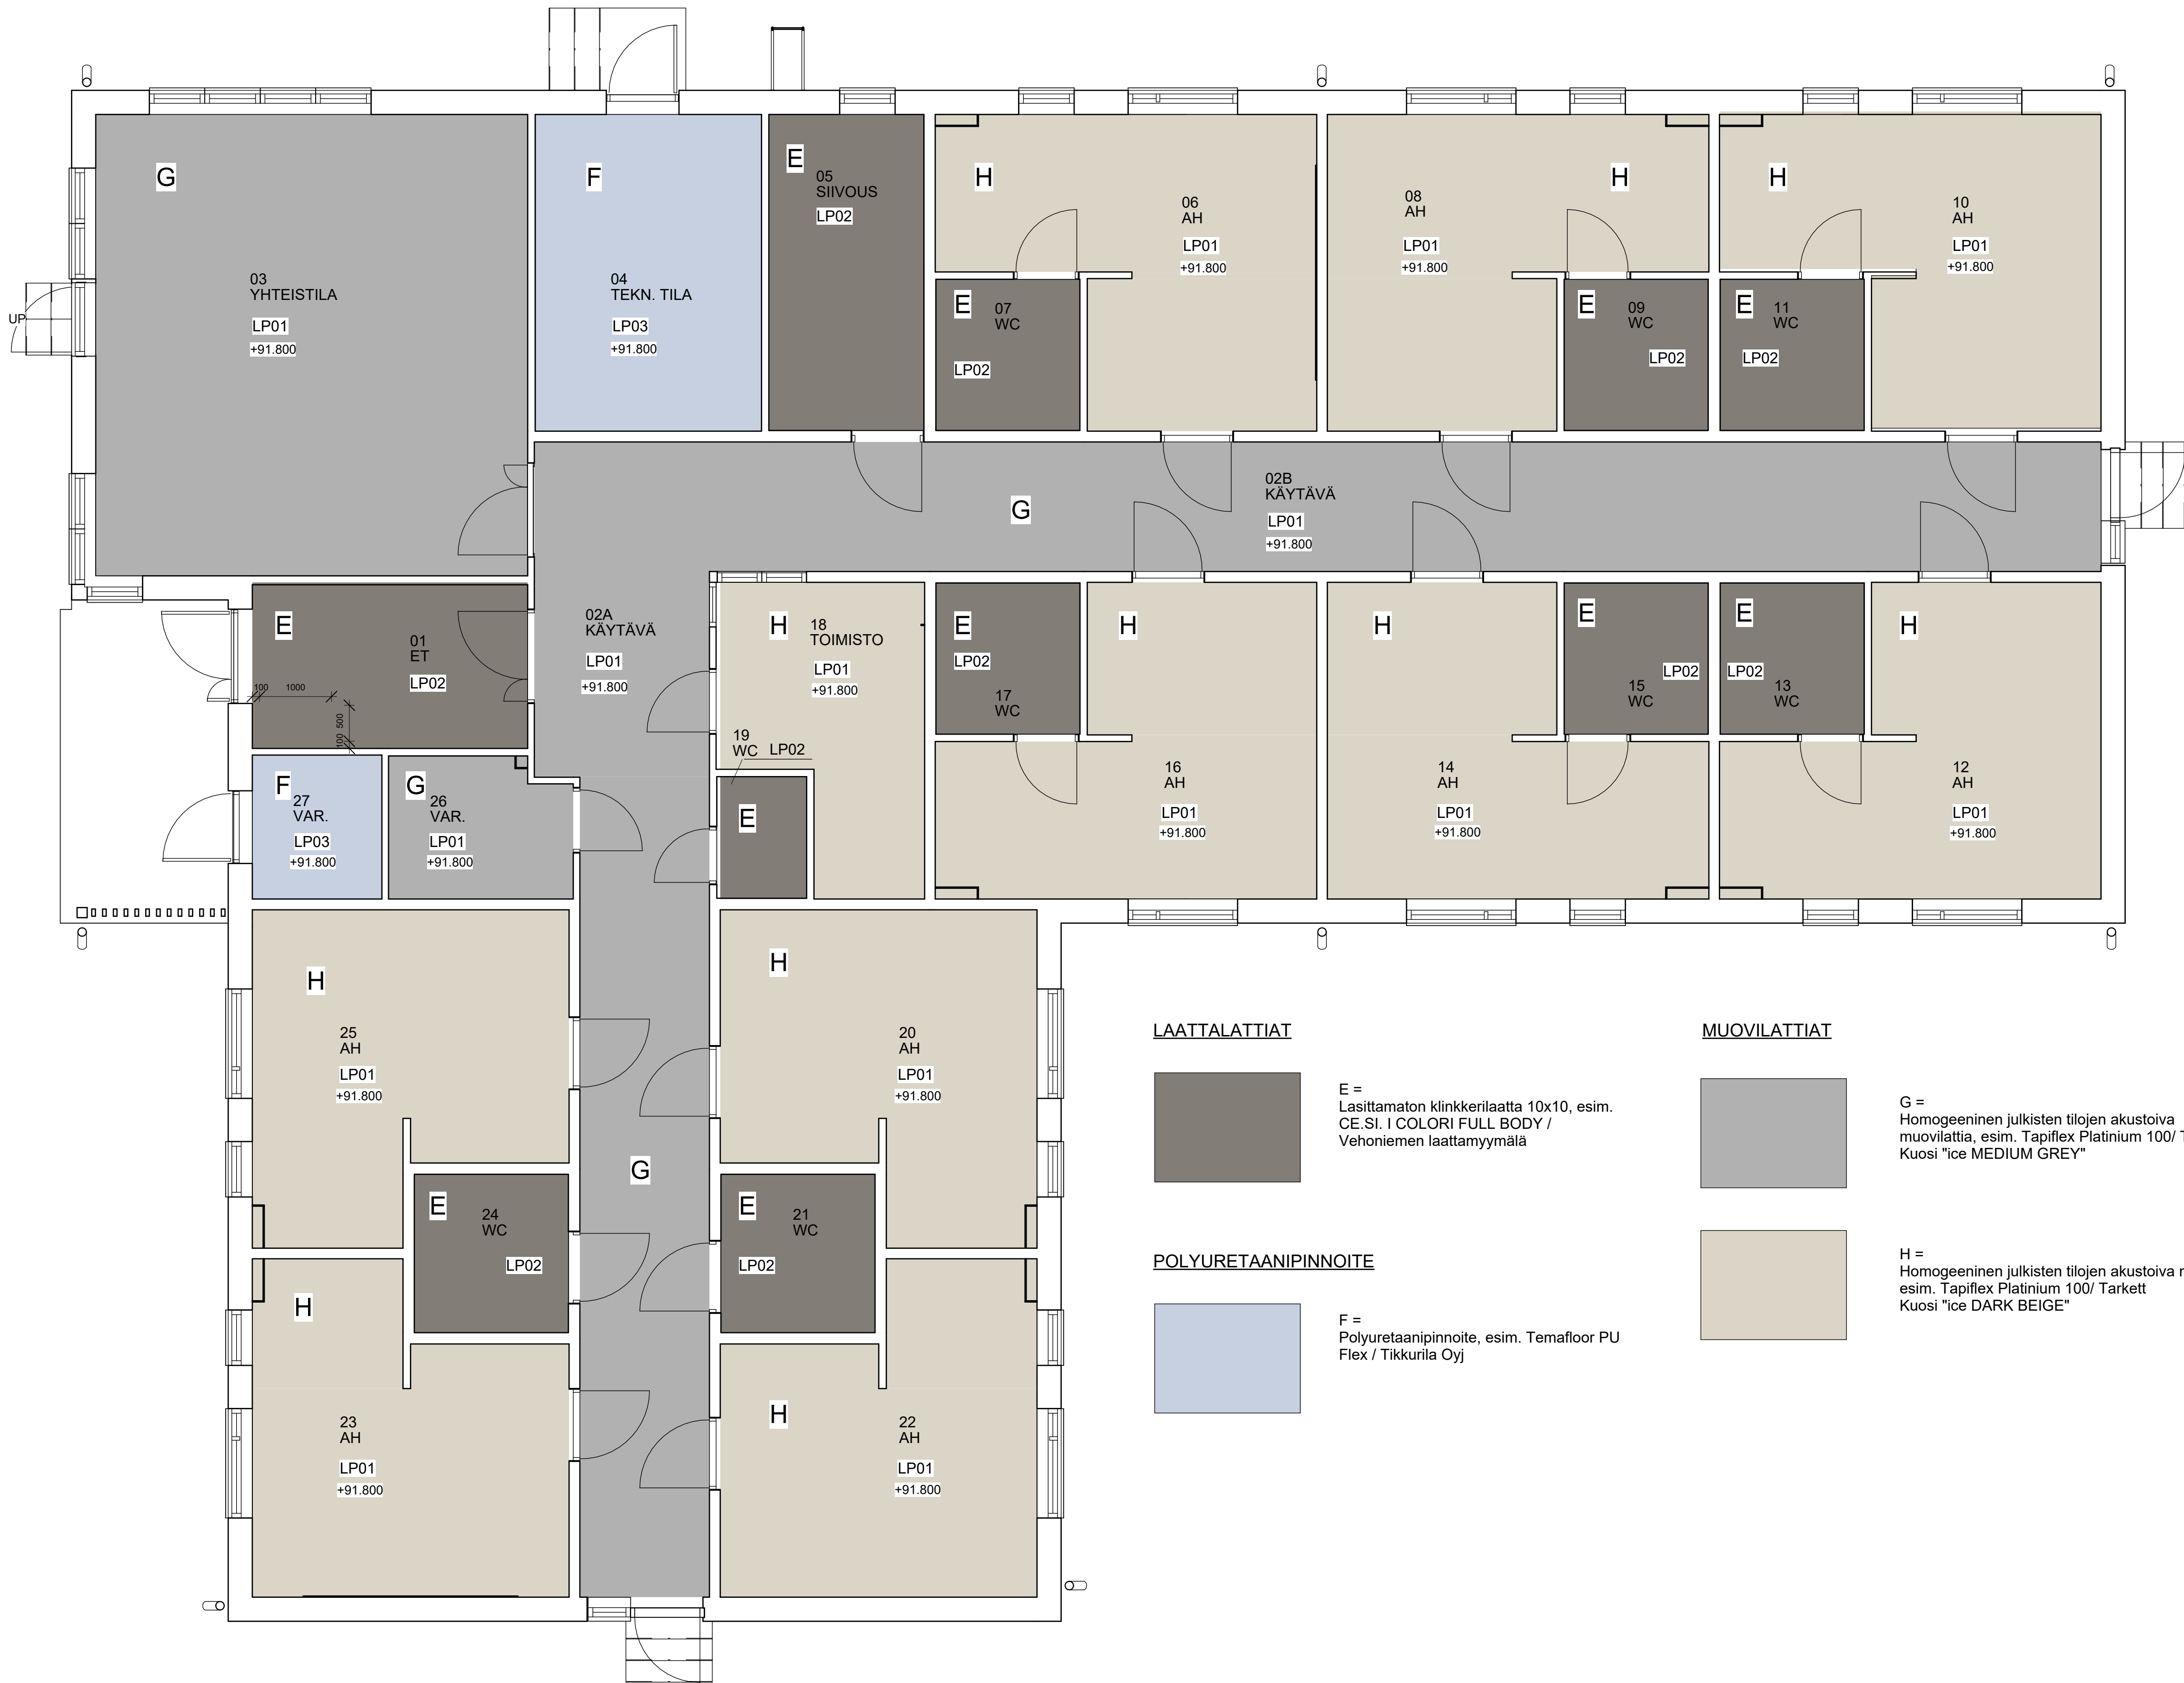 G
F
E
05
SIIVOUS
LP02
H
06
AH
LP01
+91.800
08
AH
LP01
+91.800
H
H
10
AH
LP01
+91.800
03
YHTEISTILA
LP01
+91.800
UP
04
TEKN. TILA
LP03
+91.800
E
07
WC
LP02
E
09
WC
LP02
E
11
WC
LP02
G
02B
KÄYTÄVÄ
LP01
+91.800
E
01
ET
LP02
100
1000
500
100
02A
KÄYTÄVÄ
LP01
+91.800
H
18
TOIMISTO
LP01
+91.800
E
LP02
17
WC
H
H
E
LP02
15
WC
E
LP02
13
WC
H
19
WC
LP02
E
F
27
VAR.
LP03
+91.800
G
26
VAR.
LP01
+91.800
16
AH
LP01
+91.800
14
AH
LP01
+91.800
12
AH
LP01
+91.800
H
25
AH
LP01
+91.800
H
20
AH
LP01
+91.800
G
E
24
WC
LP02
E
21
WC
LP02
H
23
AH
LP01
+91.800
H
22
AH
LP01
+91.800
LAATTALATTIAT
E =
Lasittamaton klinkkerilaatta 10x10, esim.
CE.SI. I COLORI FULL BODY /
Vehoniemen laattamyymälä
POLYURETAANIPINNOITE
F =
Polyuretaanipinnoite, esim. Temafloor PU
Flex / Tikkurila Oyj
MUOVILATTIAT
G =
Homogeeninen julkisten tilojen akustoiva
muovilattia, esim. Tapiflex Platinium 100/
Kuosi "ice MEDIUM GREY"
H =
Homogeeninen julkisten tilojen akustoiva
esim. Tapiflex Platinium 100/ Tarkett
Kuosi "ice DARK BEIGE"